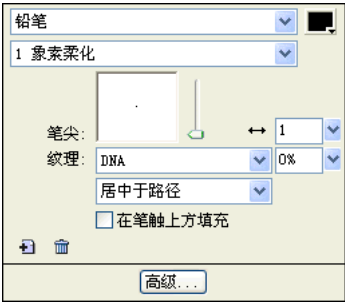 铅笔
1 象素柔化
笔尖: 1
纹理: DNA 0%
居中于路径
在笔触上方填充
高级...